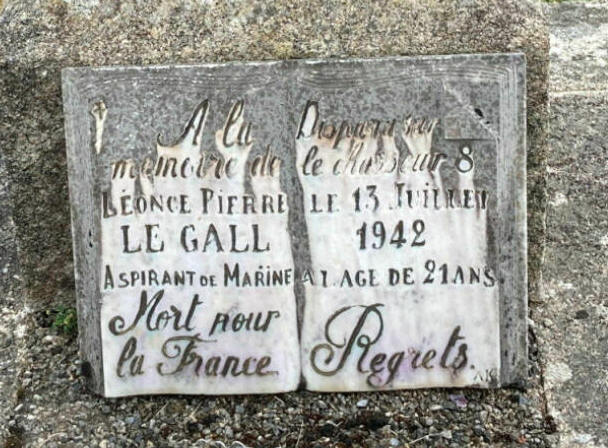 A la
mémoire de
LÉONCE PIERRE
LE GALL
ASPIRANT DE MARINE
Mort pour
la France
Disparu sur
le chasseur 8
LE 13 JUILLET
1942
A L AGE DE 21 ANS
Regrets.